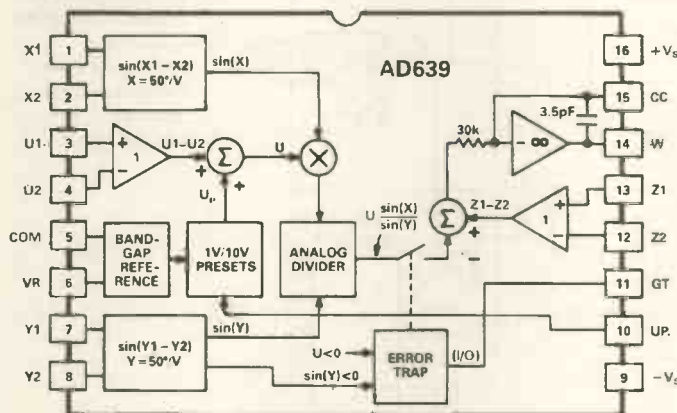 AD639
X1
1
X2
2
sin(X1 – X2)
X = 50°/V
sin(X)
U1
3
U2
4
+
–
1
U1–U2
+
Σ
+
U
×
COM
5
VR
6
BAND-
GAP
REFE-
RENCE
1V/10V
PRESETS
ANALOG
DIVIDER
U sin(X)
sin(Y)
Y1
7
Y2
8
sin(Y1 – Y2)
Y = 50°/V
sin(Y)
U<0
sin(Y)<0
ERROR
TRAP
(I/O)
30k
– ∞
3.5pF
Σ
+
–
Z1–Z2
1
+
–
16
+VS
15
CC
14
W
13
Z1
12
Z2
11
GT
10
UP
9
–VS